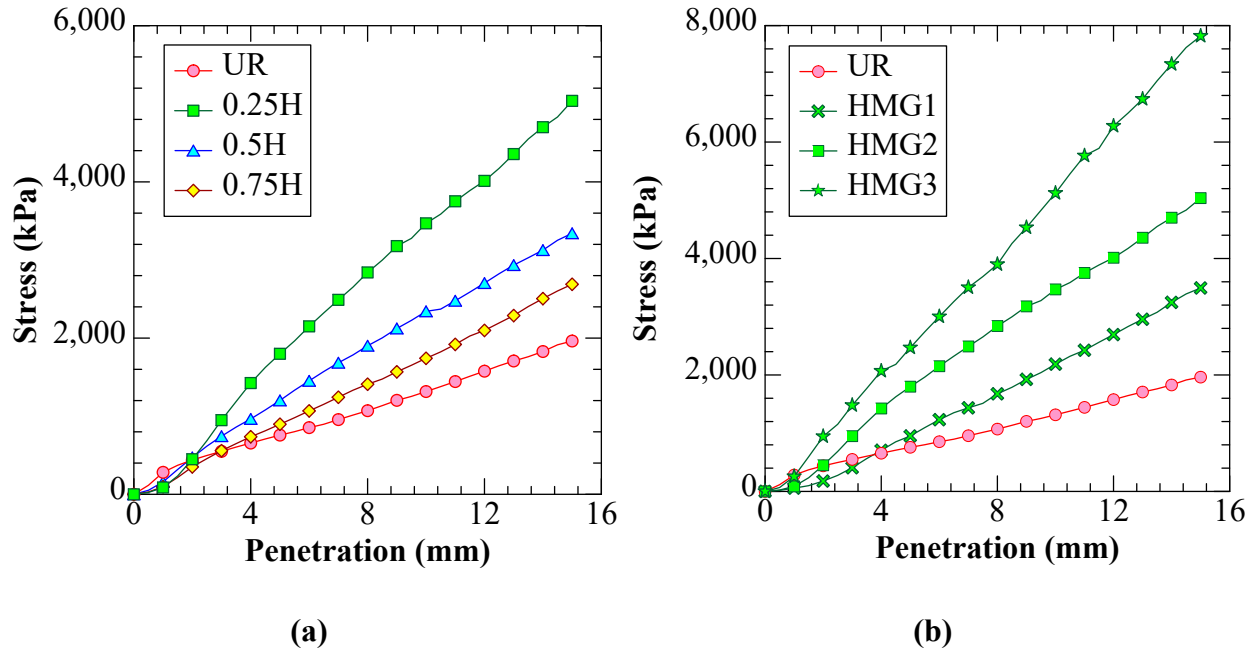 6,000
4,000
2,000
0
Stress (kPa)
UR
0.25H
0.5H
0.75H
0 4 8 12 16
Penetration (mm)
(a)
8,000
6,000
4,000
2,000
0
Stress (kPa)
UR
HMG1
HMG2
HMG3
0 4 8 12 16
Penetration (mm)
(b)